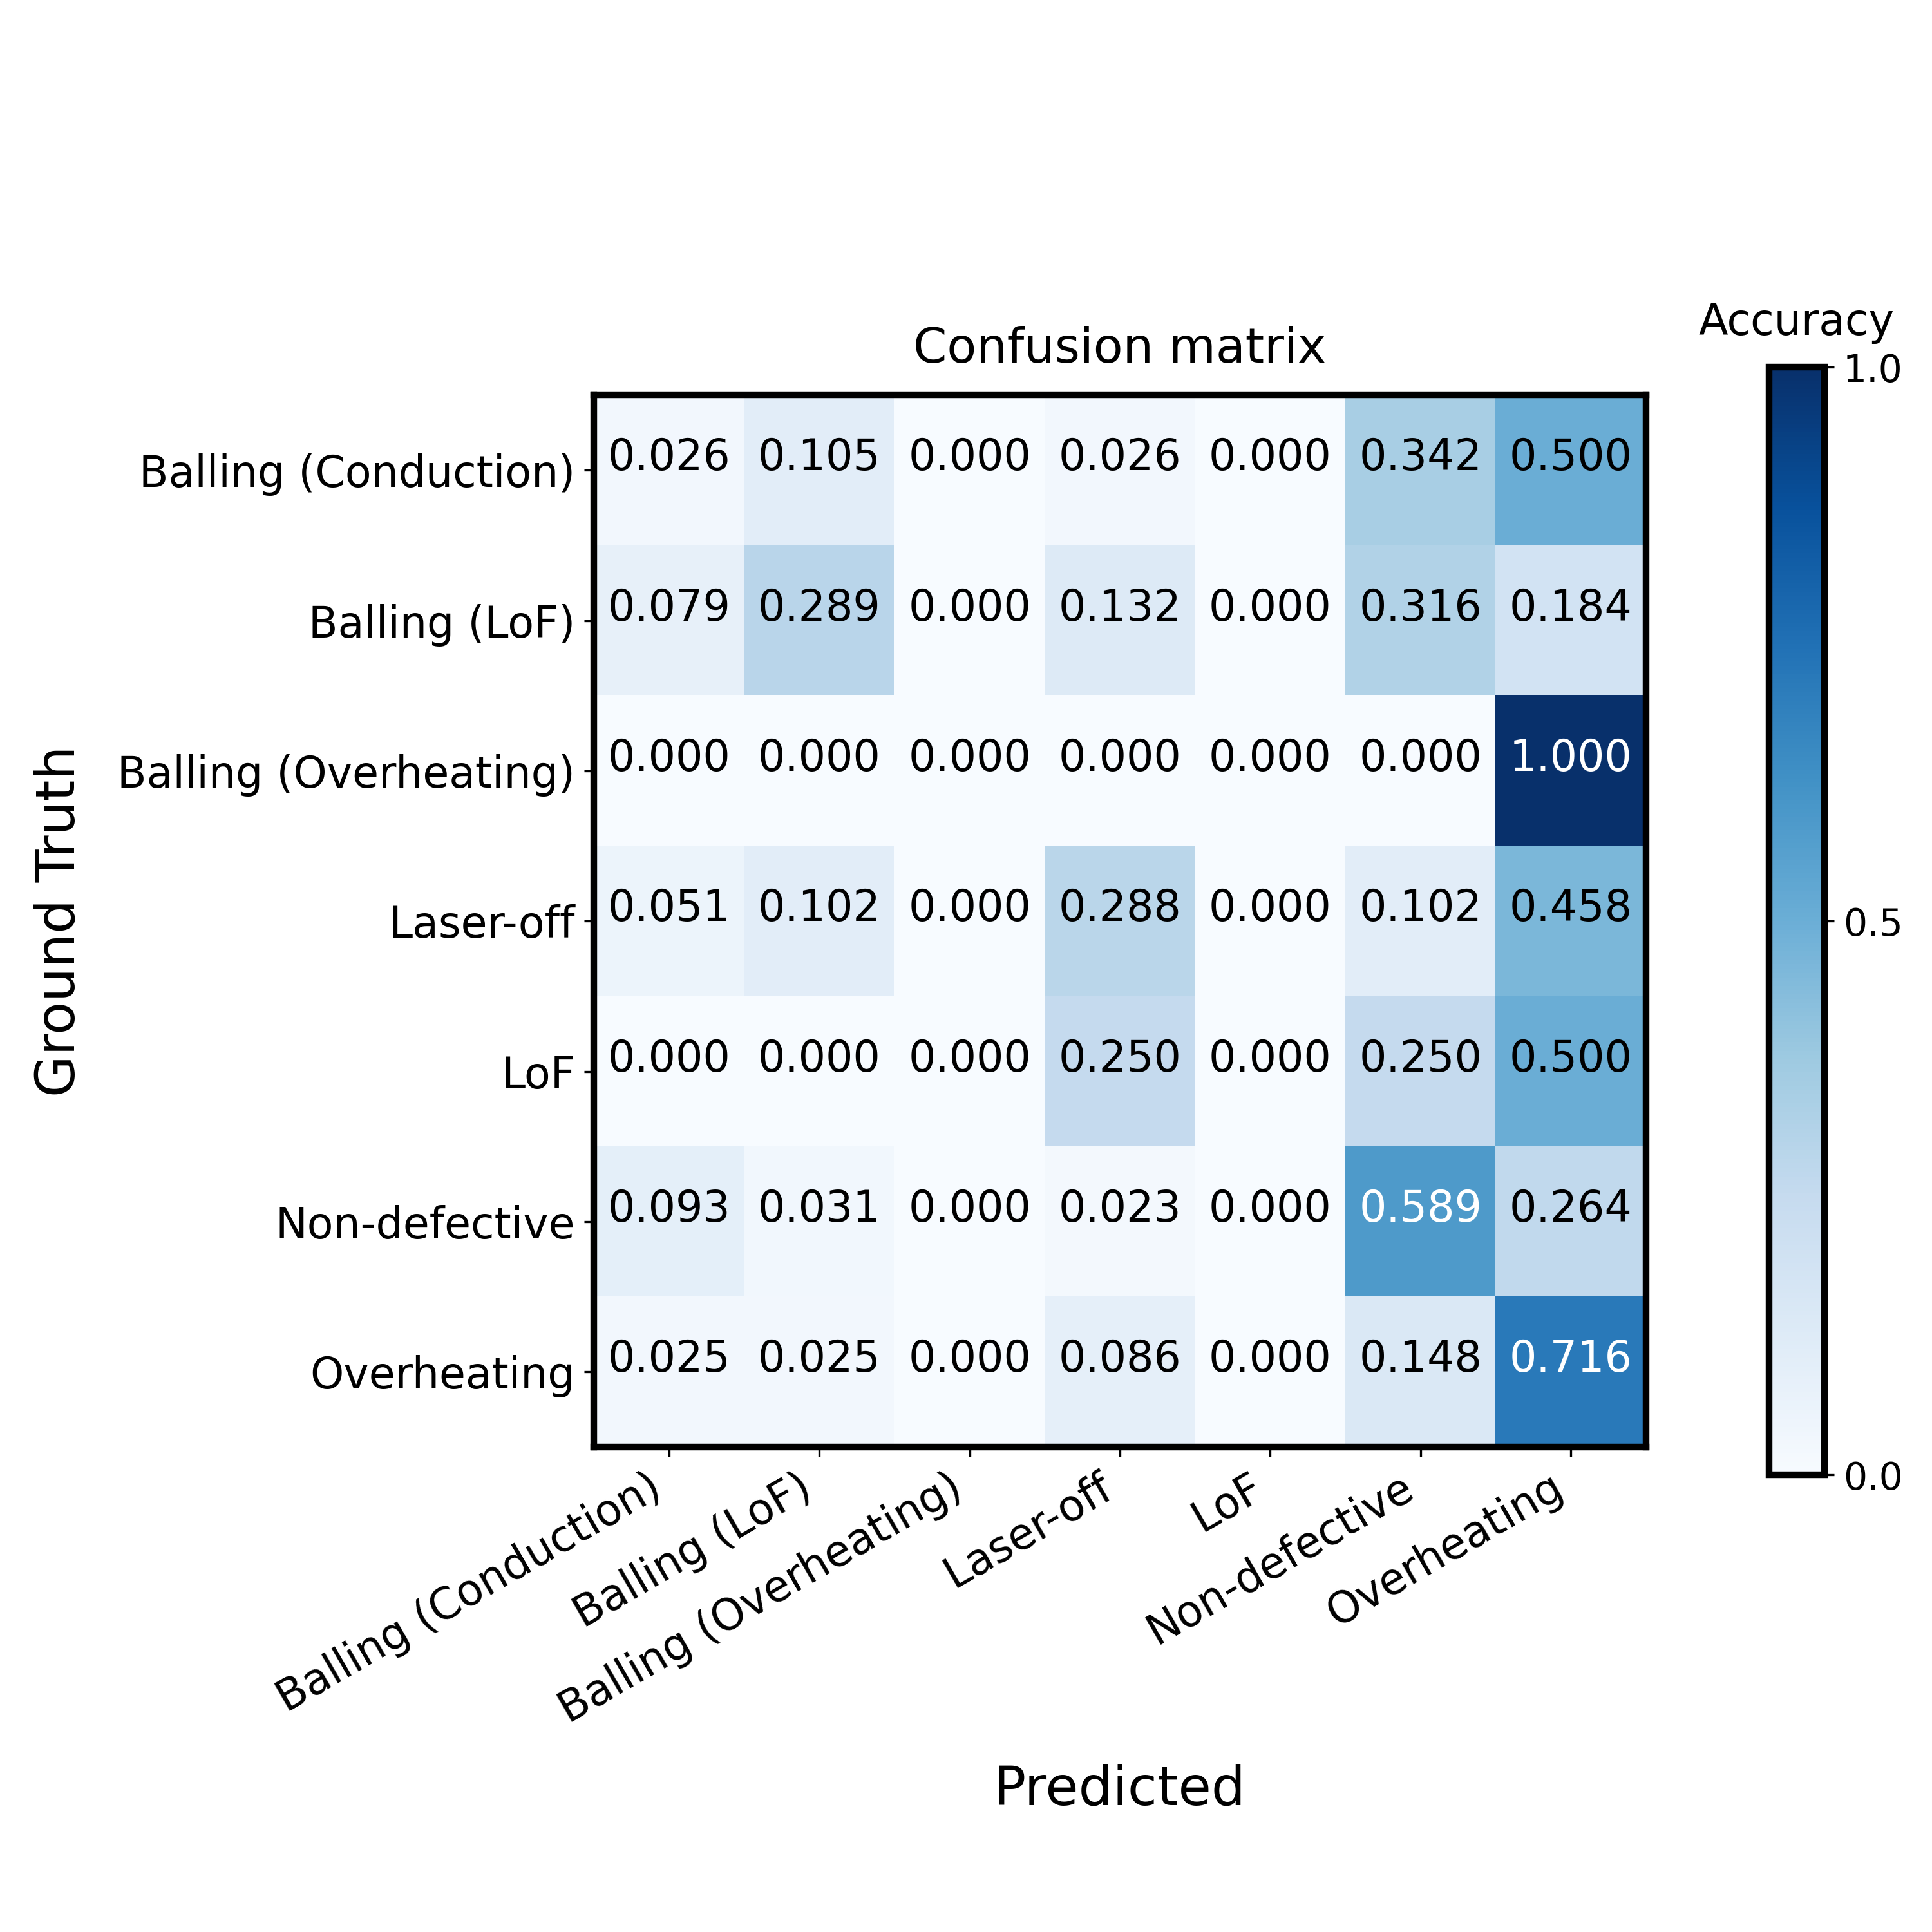 Accuracy
Confusion matrix
1.0
Balling (Conduction) 0.026 0.105 0.000 0.026 0.000 0.342 0.500
Balling (LoF) 0.079 0.289 0.000 0.132 0.000 0.316 0.184
Balling (Overheating) 0.000 0.000 0.000 0.000 0.000 0.000 1.000
Laser-off 0.051 0.102 0.000 0.288 0.000 0.102 0.458
0.5
Ground Truth
LoF 0.000 0.000 0.000 0.250 0.000 0.250 0.500
Non-defective 0.093 0.031 0.000 0.023 0.000 0.589 0.264
Overheating 0.025 0.025 0.000 0.086 0.000 0.148 0.716
0.0
Balling (Conduction)
Balling (LoF)
Balling (Overheating)
Laser-off
LoF
Non-defective
Overheating
Predicted